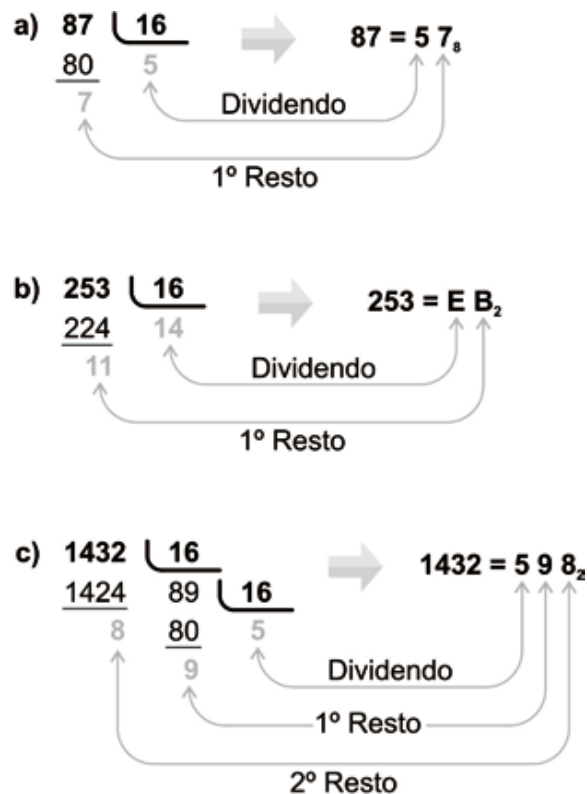 a) 87 16 87 = 5 7₈
80 5
7
Dividendo
1º Resto
b) 253 16 253 = E B₂
224 14
11
Dividendo
1º Resto
c) 1432 16 1432 = 5 9 8₂
1424 89 16
8 80 5
9
Dividendo
1º Resto
2º Resto